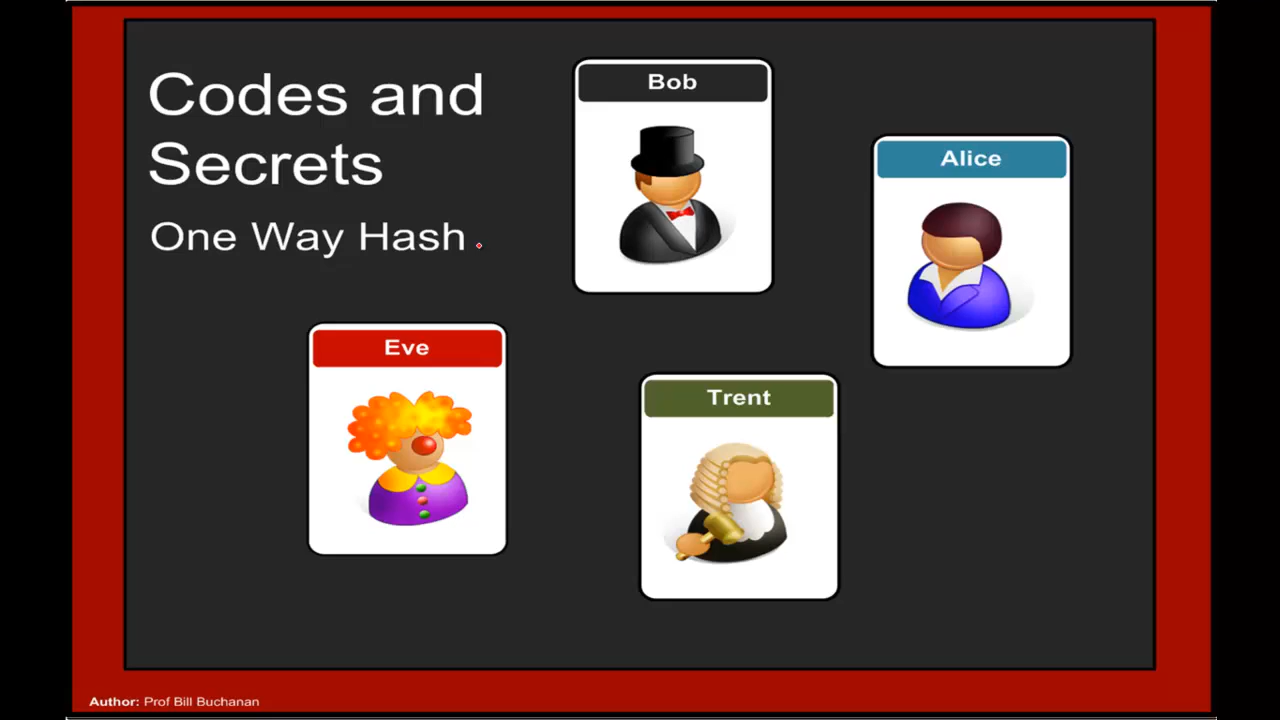 Codes and
Secrets
One Way Hash
Bob
Alice
Eve
Trent
Author: Prof Bill Buchanan